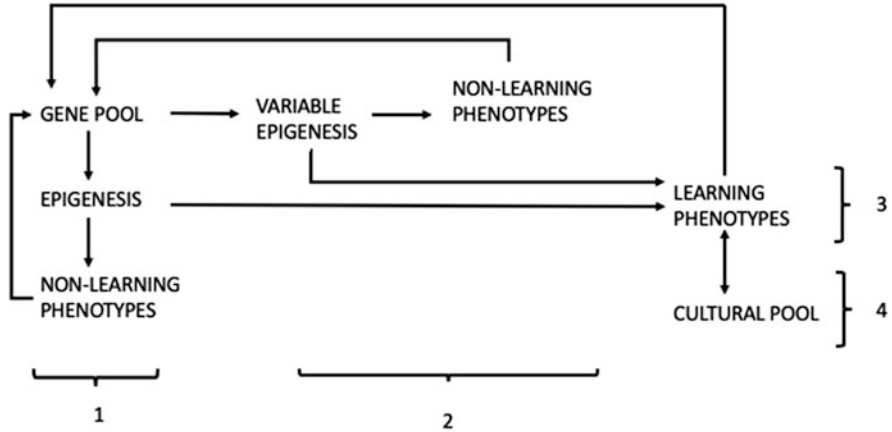 NON-LEARNING
PHENOTYPES
GENE POOL
VARIABLE
EPIGENESIS
EPIGENESIS
LEARNING
PHENOTYPES
3
NON-LEARNING
PHENOTYPES
CULTURAL POOL
4
1
2